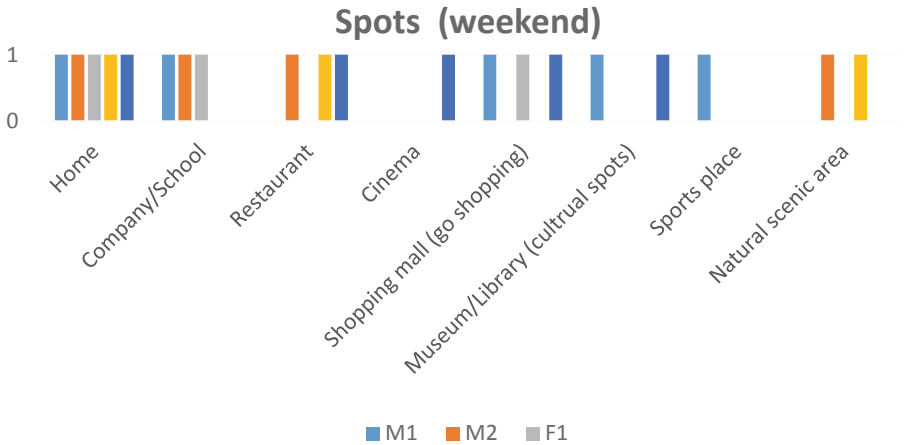 Spots (weekend)
1
0
Home
Company/School
Restaurant
Cinema
Shopping mall (go shopping)
Museum/Library (cultrual spots)
Sports place
Natural scenic area
M1 M2 F1